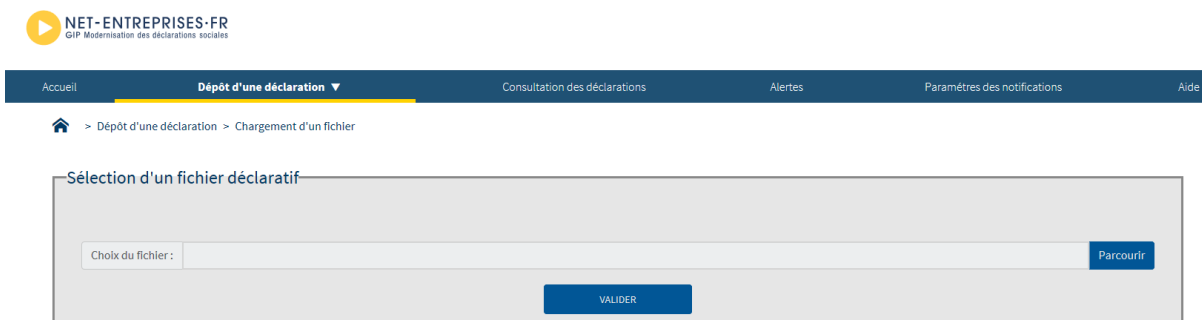 NET-ENTREPRISES·FR
GIP Modernisation des déclarations sociales
Accueil Dépôt d'une déclaration ▼ Consultation des déclarations Alertes Paramètres des notifications Aide
> Dépôt d'une déclaration > Chargement d'un fichier
Sélection d'un fichier déclaratif
Choix du fichier : Parcourir
VALIDER